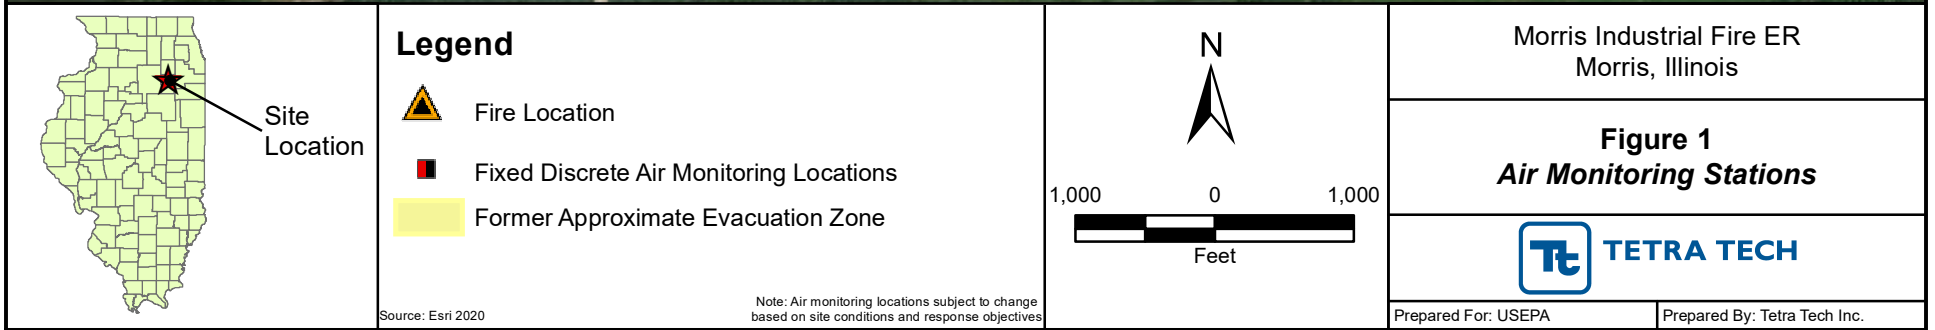 Site
Location
Legend
Fire Location
Fixed Discrete Air Monitoring Locations
Former Approximate Evacuation Zone
Source: Esri 2020
Note: Air monitoring locations subject to change
based on site conditions and response objectives
N
1,000 0 1,000
Feet
Morris Industrial Fire ER
Morris, Illinois
Figure 1
Air Monitoring Stations
Tt TETRA TECH
Prepared For: USEPA
Prepared By: Tetra Tech Inc.